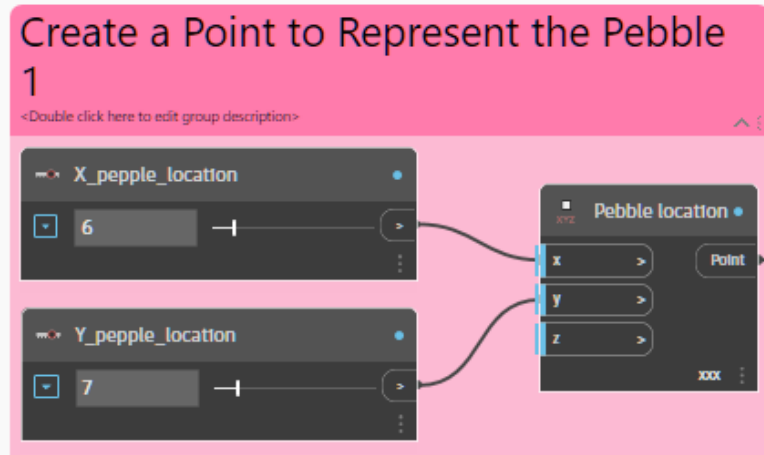 Create a Point to Represent the Pebble
1
<Double click here to edit group description>
X_pepple_location
6
>
Y_pepple_location
7
>
XYZ
Pebble location
x >
Point
y >
z >
xxx